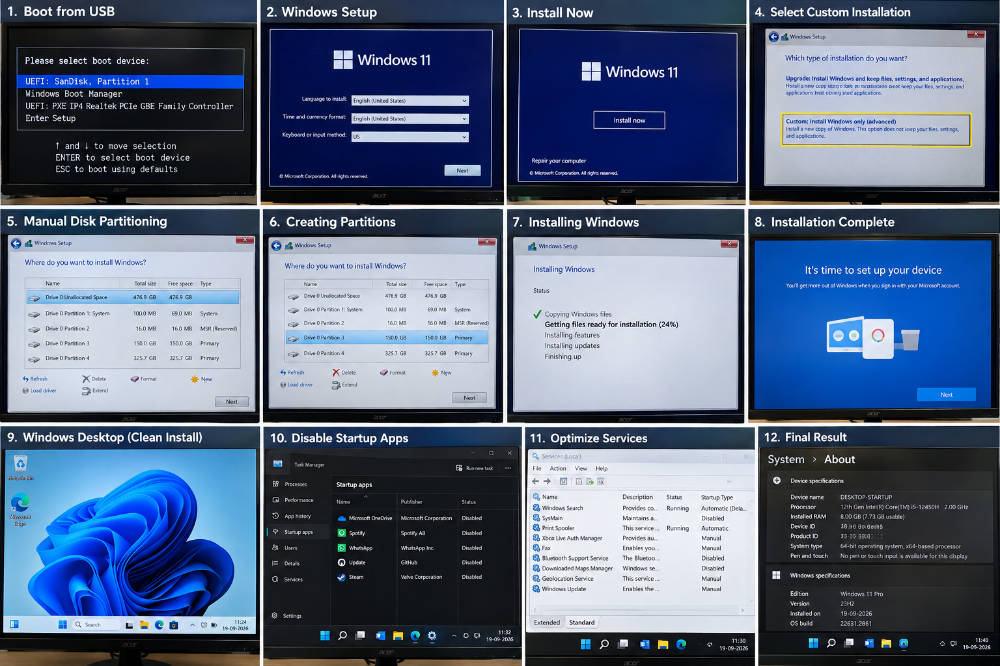 1. Boot from USB
Please select boot device:
UEFI: SanDisk, Partition 1
Windows Boot Manager
UEFI: PXE IP4 Realtek PCIe GBE Family Controller
Enter Setup
↑ and ↓ to move selection
ENTER to select boot device
ESC to boot using defaults
acer
2. Windows Setup
Windows 11
Language to install: English (United States)
Time and currency format: English (United States)
Keyboard or input method: US
Next
© Microsoft Corporation. All rights reserved.
acer
3. Install Now
Windows 11
Install now
Repair your computer
© Microsoft Corporation. All rights reserved.
acer
4. Select Custom Installation
Windows Setup
Which type of installation do you want?
Upgrade: Install Windows and keep files, settings, and applications.
keep your files, settings, and
applications
applications.
Custom: Install Windows only (advanced)
Install a new copy of Windows. This option does not keep your files, settings,
and applications.
acer
5. Manual Disk Partitioning
Windows Setup
Where do you want to install Windows?
Name Total size Free space Type
Drive 0 Unallocated Space 476.9 GB 476.9 GB
Drive 0 Partition 1: System 100.0 MB 69.0 MB System
Drive 0 Partition 2 16.0 MB 16.0 MB MSR (Reserved)
Drive 0 Partition 3 150.0 GB 150.0 GB Primary
Drive 0 Partition 4 325.7 GB 325.7 GB Primary
Refresh Delete Format New
Load driver Extend
Next
acer
6. Creating Partitions
Windows Setup
Where do you want to install Windows?
Name Total size Free space Type
Drive 0 Unallocated Space 476.9 GB 476.9 GB
Drive 0 Partition 1: System 100.0 MB 69.0 MB System
Drive 0 Partition 2 16.0 MB 16.0 MB MSR (Reserved)
Drive 0 Partition 3 150.0 GB 150.0 GB Primary
Drive 0 Partition 4 325.7 GB 325.7 GB Primary
Refresh Delete Format New
Load driver Extend
Next
acer
7. Installing Windows
Windows Setup
Installing Windows
Status
Copying Windows files
Getting files ready for installation (24%)
Installing features
Installing updates
Finishing up
acer
8. Installation Complete
It's time to set up your device
You'll get more out of Windows when you sign in with your Microsoft account.
Next
acer
9. Windows Desktop (Clean Install)
Recycle Bin
Microsoft
Edge
Search
11:24
19-09-2026
acer
10. Disable Startup Apps
Task Manager
Run new task
Processes
Performance
App history
Startup apps
Users
Details
Services
Settings
Startup apps
Name Publisher Status
Microsoft OneDrive Microsoft Corporation Disabled
Spotify Spotify AB Disabled
WhatsApp WhatsApp Inc. Disabled
Update GitHub Disabled
Steam Valve Corporation Disabled
11:32
19-09-2026
acer
11. Optimize Services
Services (Local)
File Action View Help
Name Description Status Startup Type
Windows Search Provides co... Running Automatic (Dela...
SysMain Maintains a... Disabled
Print Spooler This service ... Running Automatic
Xbox Live Auth Manager Provides au... Manual
Fax Enables you... Manual
Bluetooth Support Service The Bluetoo... Disabled
Downloaded Maps Manager Windows se... Disabled
Geolocation Service This service ... Manual
Windows Update Enables the ... Manual
Extended Standard
11:30
19-09-2026
acer
12. Final Result
System > About
Device specifications
Device name DESKTOP-STARTUP
Processor 12th Gen Intel(R) Core(TM) i5-12450H 2.00 GHz
Installed RAM 8.00 GB (7.73 GB usable)
Device ID
Product ID
System type 64-bit operating system, x64-based processor
Pen and touch No pen or touch input is available for this display
Windows specifications
Edition Windows 11 Pro
Version 23H2
Installed on 19-09-2026
OS build 22631.2861
11:40
19-09-2026
acer